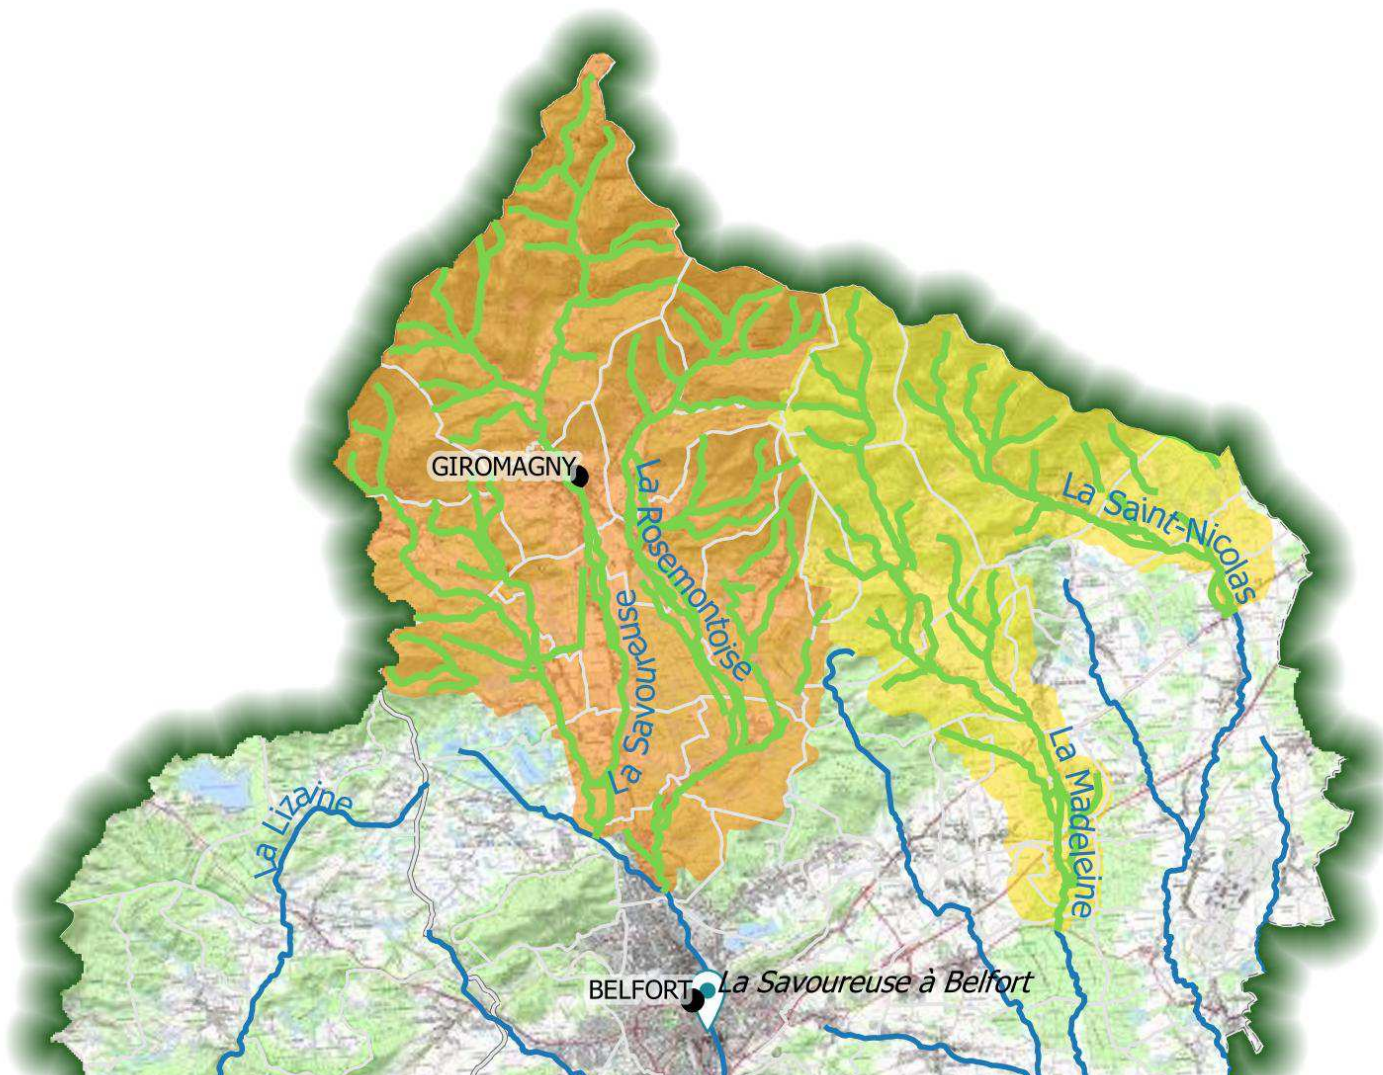 GIROMAGNY
La Rosemontoise
La Saint-Nicolas
La Savoureuse
La Madeleine
La Lizaine
BELFORT
La Savoureuse à Belfort